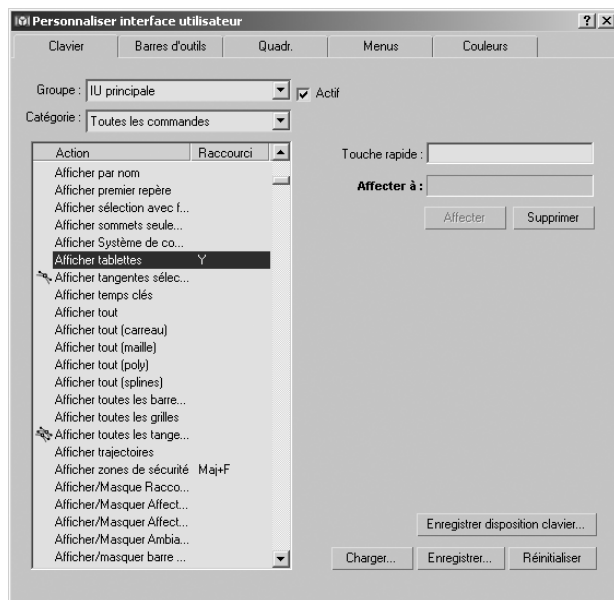 Personnaliser interface utilisateur
Clavier Barres d'outils Quadr. Menus Couleurs
Groupe : IU principale Actif
Catégorie : Toutes les commandes
Action Raccourci
Touche rapide :
Affecter à :
Affecter Supprimer
Afficher par nom
Afficher premier repère
Afficher sélection avec f...
Afficher sommets seule...
Afficher Système de co...
Afficher tablettes Y
Afficher tangentes sélec...
Afficher temps clés
Afficher tout
Afficher tout (carreau)
Afficher tout (maille)
Afficher tout (poly)
Afficher tout (splines)
Afficher toutes les barre...
Afficher toutes les grilles
Afficher toutes les tange...
Afficher trajectoires
Afficher zones de sécurité Maj+F
Afficher/Masque Racco...
Afficher/Masquer Affect...
Afficher/Masquer Affect...
Afficher/Masquer Ambia...
Afficher/masquer barre ...
Enregistrer disposition clavier...
Charger... Enregistrer... Réinitialiser